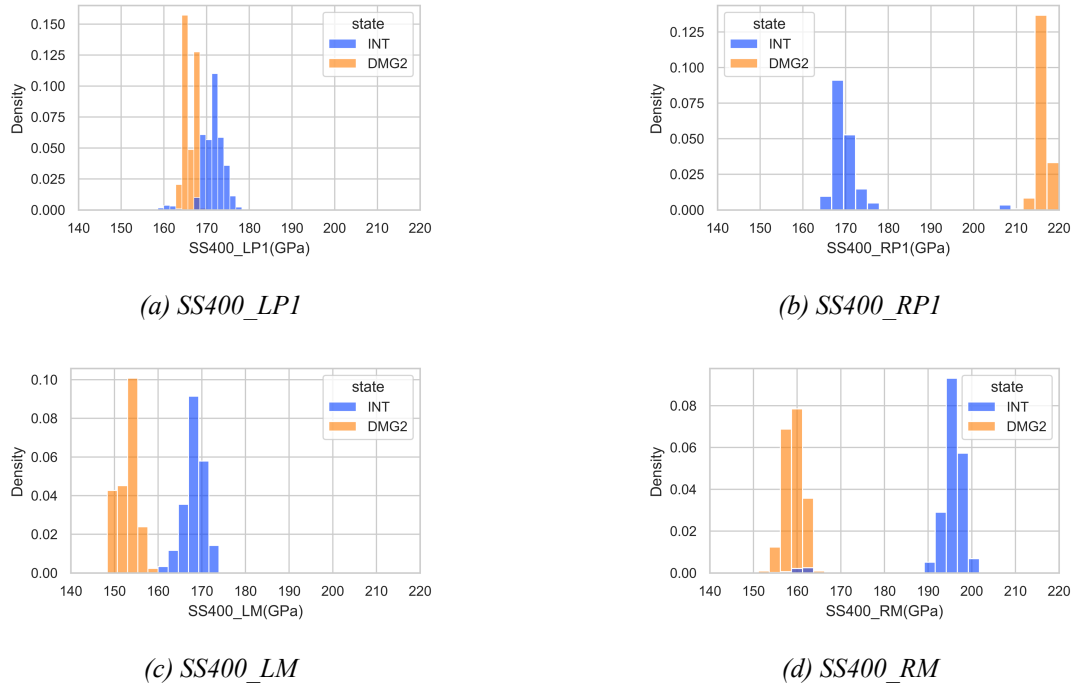 0.150
0.125
0.100
0.075
0.050
0.025
0.000
Density
state
INT
DMG2
140 150 160 170 180 190 200 210 220
SS400_LP1(GPa)
(a) SS400_LP1
0.125
0.100
0.075
0.050
0.025
0.000
Density
state
INT
DMG2
140 150 160 170 180 190 200 210 220
SS400_RP1(GPa)
(b) SS400_RP1
0.10
0.08
0.06
0.04
0.02
0.00
Density
state
INT
DMG2
140 150 160 170 180 190 200 210 220
SS400_LM(GPa)
(c) SS400_LM
0.08
0.06
0.04
0.02
0.00
Density
state
INT
DMG2
140 150 160 170 180 190 200 210 220
SS400_RM(GPa)
(d) SS400_RM